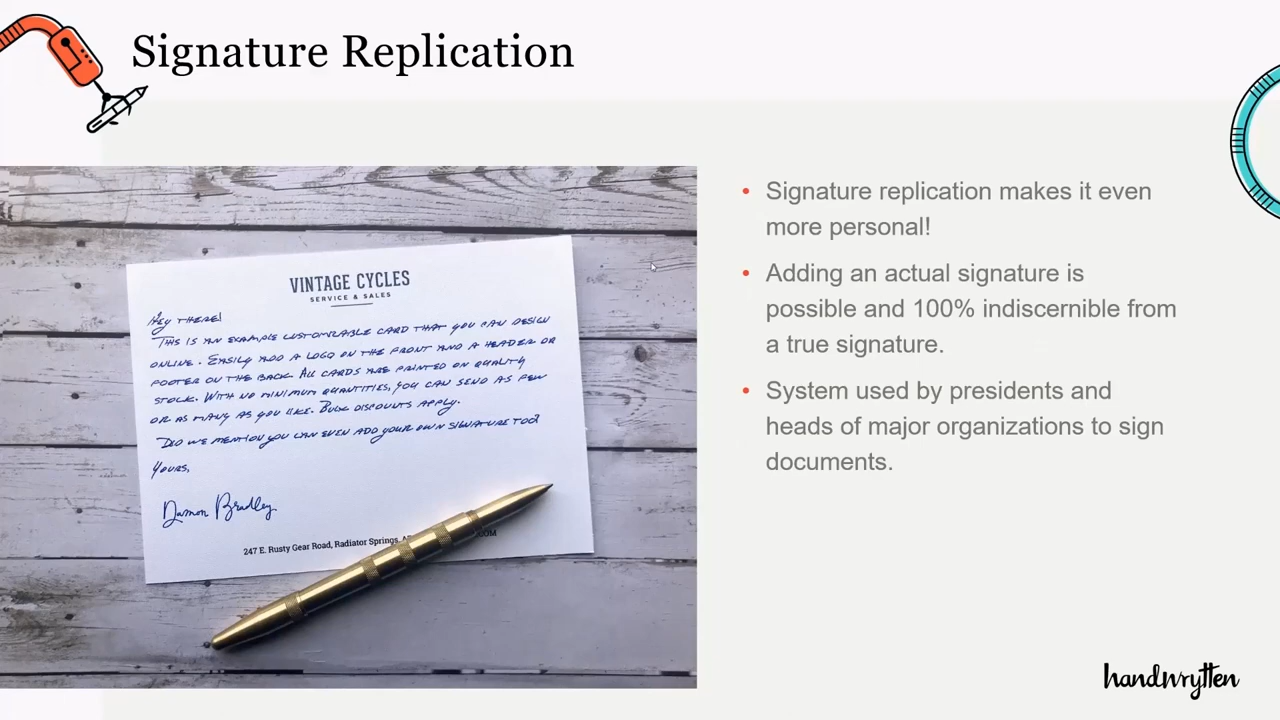 Signature Replication
VINTAGE CYCLES
SERVICE & SALES
HEY THERE!
THIS IS AN EXAMPLE CUSTOMIZABLE CARD THAT YOU CAN DESIGN
ONLINE. EASILY ADD A LOGO ON THE FRONT AND A HEADER OR
FOOTER ON THE BACK. ALL CARDS ARE PRINTED ON QUALITY
STOCK. WITH NO MINIMUM QUANTITIES, YOU CAN SEND AS FEW
OR AS MANY AS YOU LIKE. BULK DISCOUNTS APPLY.
DID WE MENTION YOU CAN EVEN ADD YOUR OWN SIGNATURE TOO?
YOURS,
Damon Bradley
247 E. Rusty Gear Road, Radiator Springs,
• Signature replication makes it even
more personal!
• Adding an actual signature is
possible and 100% indiscernible from
a true signature.
• System used by presidents and
heads of major organizations to sign
documents.
handwrytten